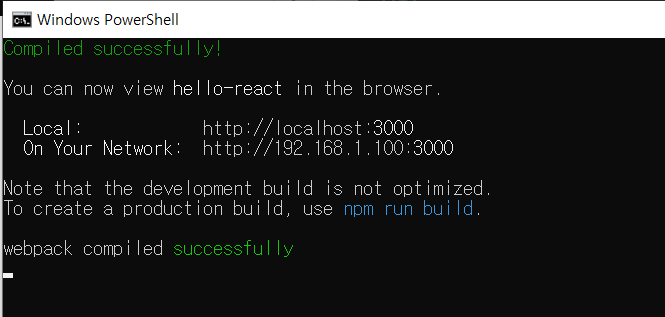 Windows PowerShell
Compiled successfully!
You can now view hello-react in the browser.
Local: http://localhost:3000
On Your Network: http://192.168.1.100:3000
Note that the development build is not optimized.
To create a production build, use npm run build.
webpack compiled successfully